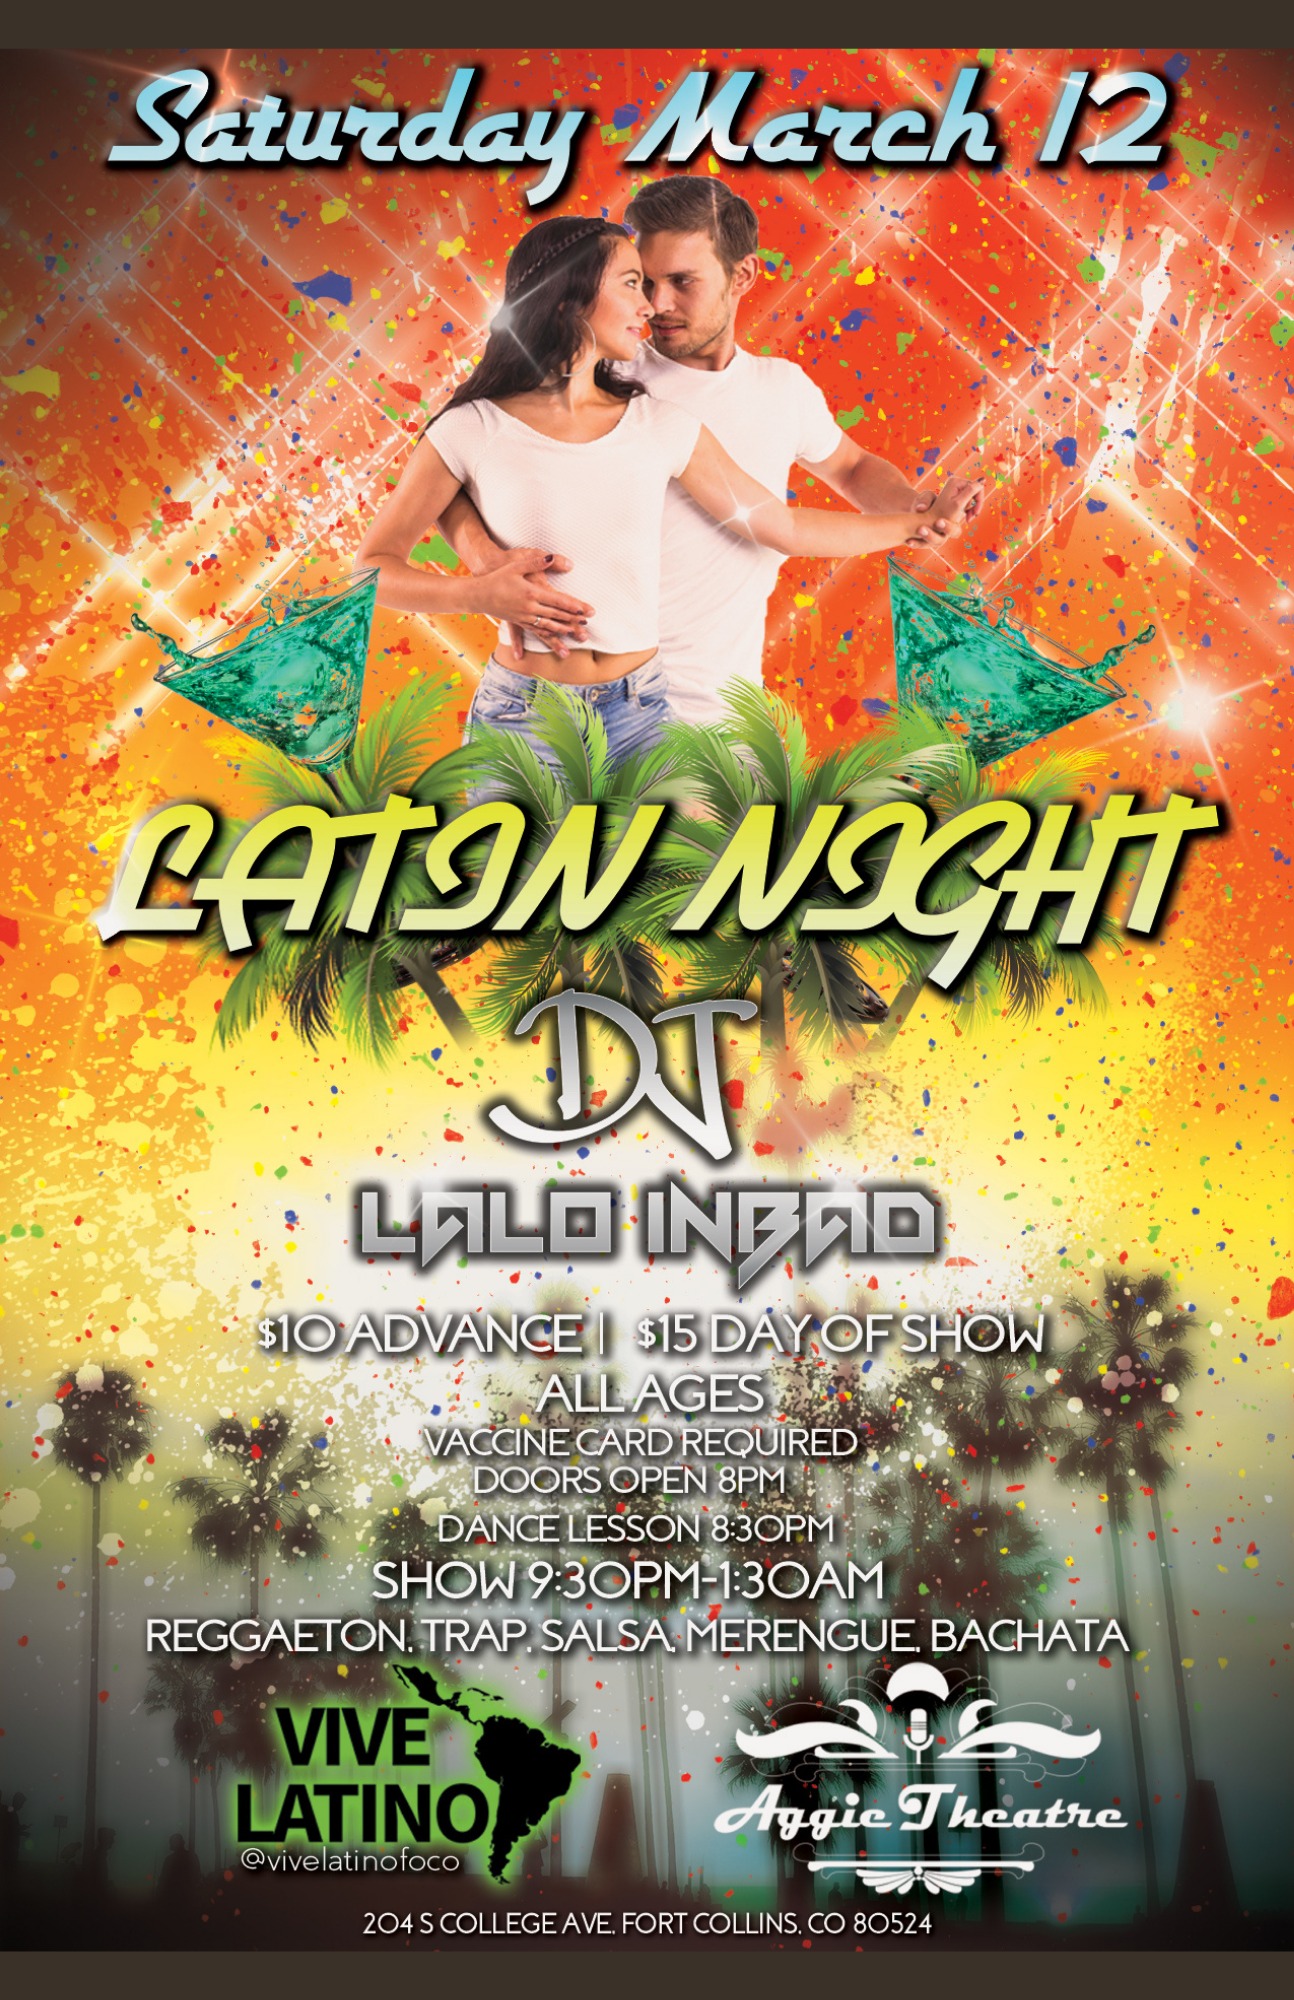 Saturday March 12
LATIN NIGHT
DJ
LALO INBAD
$10 ADVANCE | $15 DAY OF SHOW
ALL AGES
VACCINE CARD REQUIRED
DOORS OPEN 8PM
DANCE LESSON 8:30PM
SHOW 9:30PM-1:30AM
REGGAETON, TRAP, SALSA, MERENGUE, BACHATA
VIVE
LATINO
@vivelatinofoco
Aggie Theatre
204 S COLLEGE AVE, FORT COLLINS, CO 80524